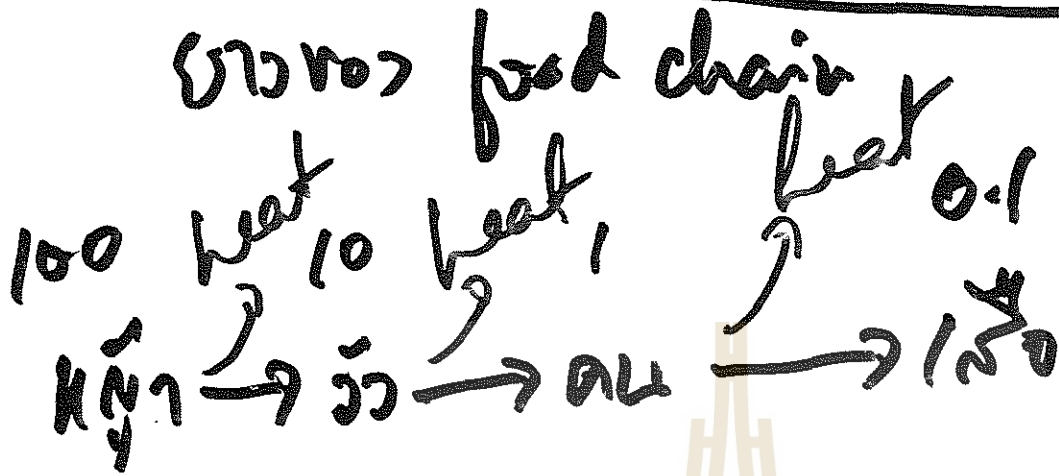 ยาวของ food chain
100 heat 10 heat 1 heat 0.1
หญ้า → วัว → คน → เสือ